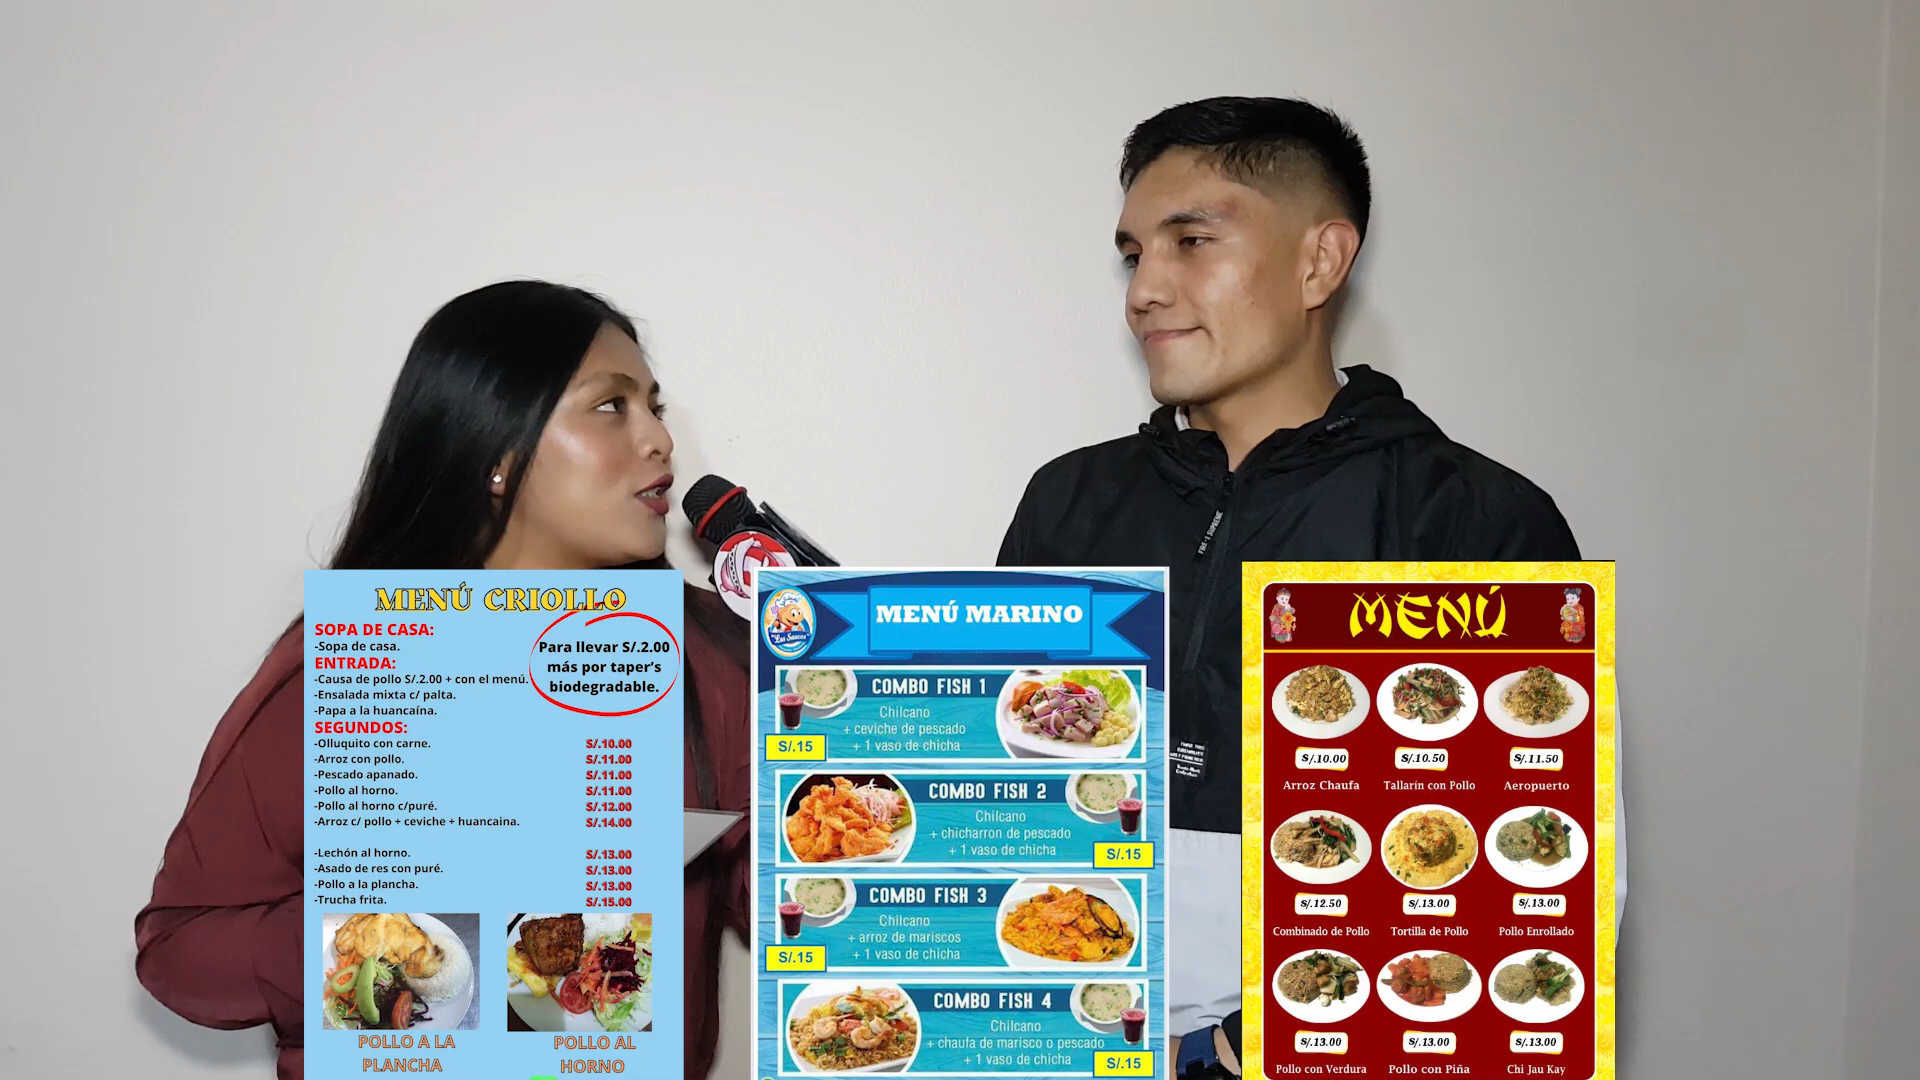 MENÚ CRIOLLO
SOPA DE CASA:
-Sopa de casa.
ENTRADA:
-Causa de pollo S/.2.00 + con el menú.
-Ensalada mixta c/ palta.
-Papa a la huancaína.
Para llevar S/.2.00
más por taper's
biodegradable.
SEGUNDOS:
-Olluquito con carne. S/.10.00
-Arroz con pollo. S/.11.00
-Pescado apanado. S/.11.00
-Pollo al horno. S/.11.00
-Pollo al horno c/puré. S/.12.00
-Arroz c/ pollo + ceviche + huancaina. S/.14.00
-Lechón al horno. S/.13.00
-Asado de res con puré. S/.13.00
-Pollo a la plancha. S/.13.00
-Trucha frita. S/.15.00
POLLO A LA
PLANCHA
POLLO AL
HORNO
MENÚ MARINO
COMBO FISH 1
Chilcano
+ ceviche de pescado
+ 1 vaso de chicha
S/.15
COMBO FISH 2
Chilcano
+ chicharron de pescado
+ 1 vaso de chicha
S/.15
COMBO FISH 3
Chilcano
+ arroz de mariscos
+ 1 vaso de chicha
S/.15
COMBO FISH 4
Chilcano
+ chaufa de marisco o pescado
+ 1 vaso de chicha
S/.15
MENÚ
S/.10.00 S/.10.50 S/.11.50
Arroz Chaufa Tallarín con Pollo Aeropuerto
S/.12.50 S/.13.00 S/.13.00
Combinado de Pollo Tortilla de Pollo Pollo Enrollado
S/.13.00 S/.13.00 S/.13.00
Pollo con Verdura Pollo con Piña Chi Jau Kay